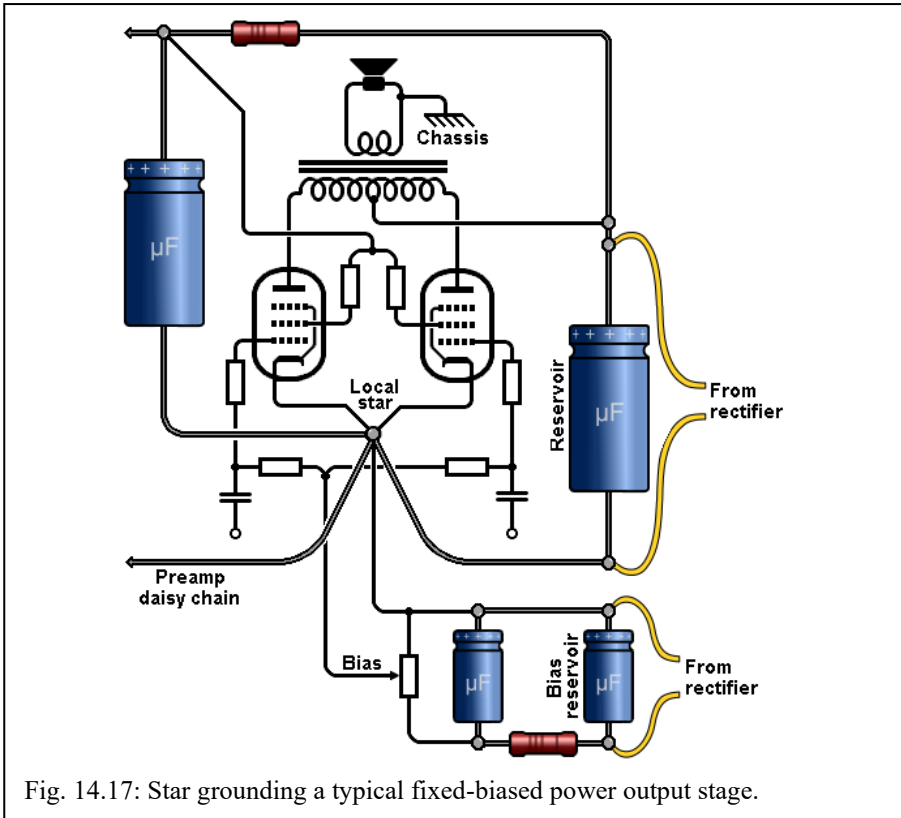 Chassis
+ + + +
µF
Local
star
Reservoir
+ + + +
µF
From
rectifier
Preamp
daisy chain
Bias
+ + + +
µF
Bias
reservoir
+ + + +
µF
From
rectifier
Fig. 14.17: Star grounding a typical fixed-biased power output stage.